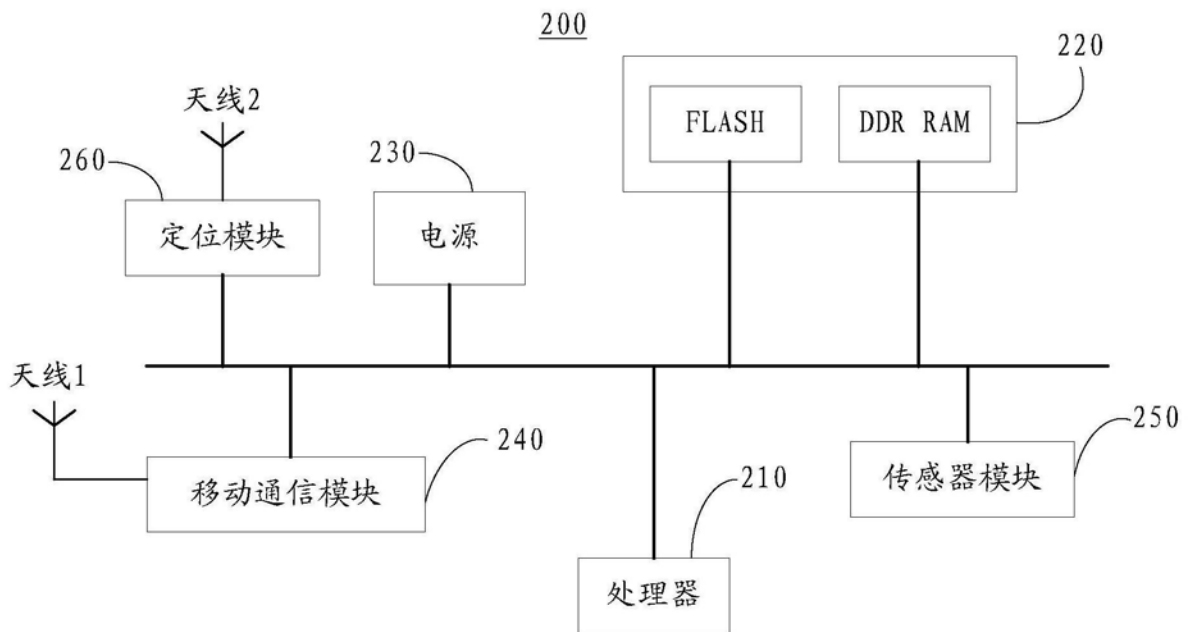 200
220
天线2
FLASH
DDR RAM
260
230
定位模块
电源
天线1
240
250
移动通信模块
210
传感器模块
处理器